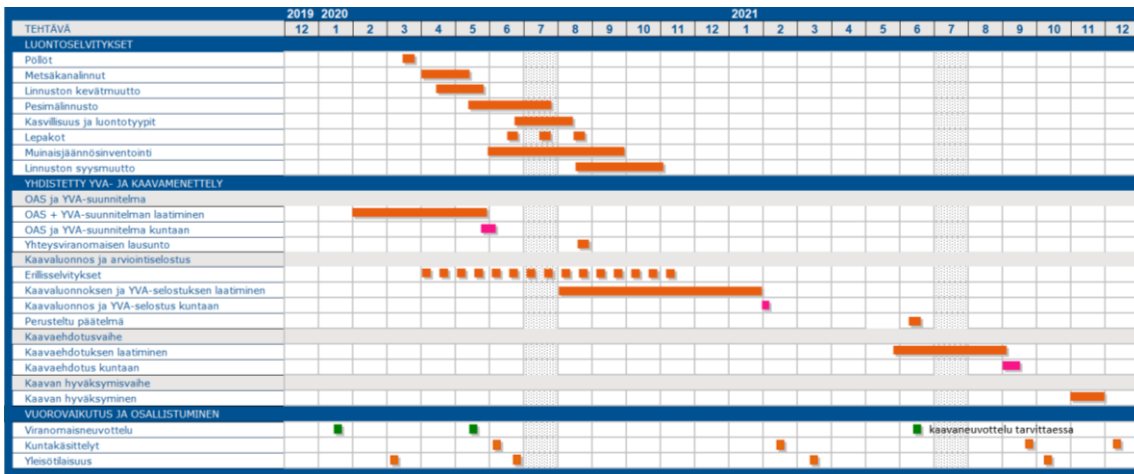 2019 2020 2021
TEHTÄVÄ 12 1 2 3 4 5 6 7 8 9 10 11 12 1 2 3 4 5 6 7 8 9 10 11 12
LUONTOSELVITYKSET
Pöllöt
Metsäkanalinnut
Linnuston kevätmuutto
Pesimälinnusto
Kasvillisuus ja luontotyypit
Lepakot
Muinaisjäännösinventointi
Linnuston syysmuutto
YHDISTETTY YVA- JA KAAVAMENETTELY
OAS ja YVA-suunnitelma
OAS + YVA-suunnitelman laatiminen
OAS ja YVA-suunnitelma kuntaan
Yhteysviranomaisen lausunto
Kaavaluonnos ja arviointiselostus
Erillisselvitykset
Kaavaluonnoksen ja YVA-selostuksen laatiminen
Kaavaluonnos ja YVA-selostus kuntaan
Perusteltu päätelmä
Kaavaehdotusvaihe
Kaavaehdotuksen laatiminen
Kaavaehdotus kuntaan
Kaavan hyväksymisvaihe
Kaavan hyväksyminen
VUOROVAIKUTUS JA OSALLISTUMINEN
Viranomaisneuvottelu kaavaneuvottelu tarvittaessa
Kuntakäsittelyt
Yleisötilaisuus